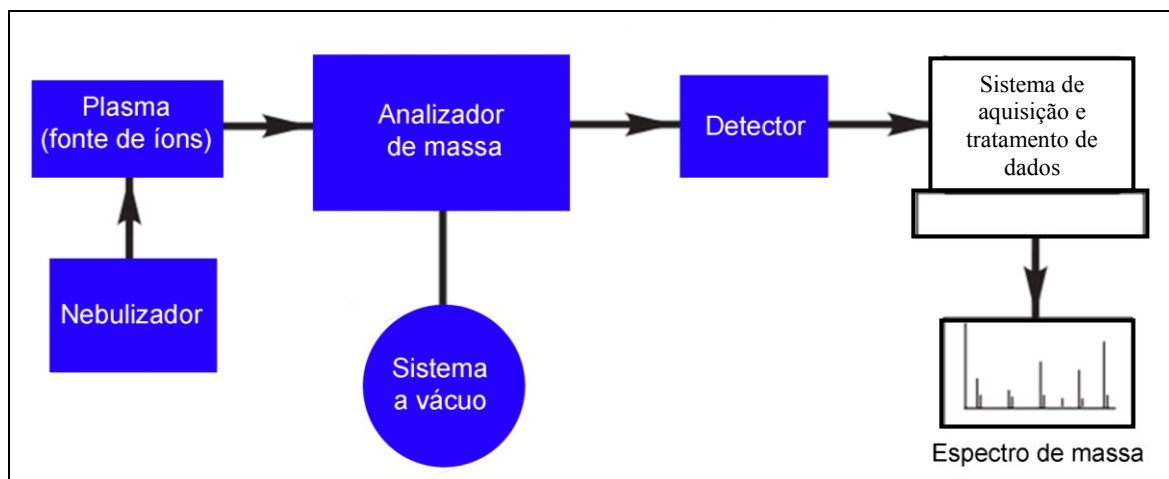 Plasma
(fonte de íons)
Nebulizador
Analizador
de massa
Sistema
a vácuo
Detector
Sistema de
aquisição e
tratamento de
dados
Espectro de massa